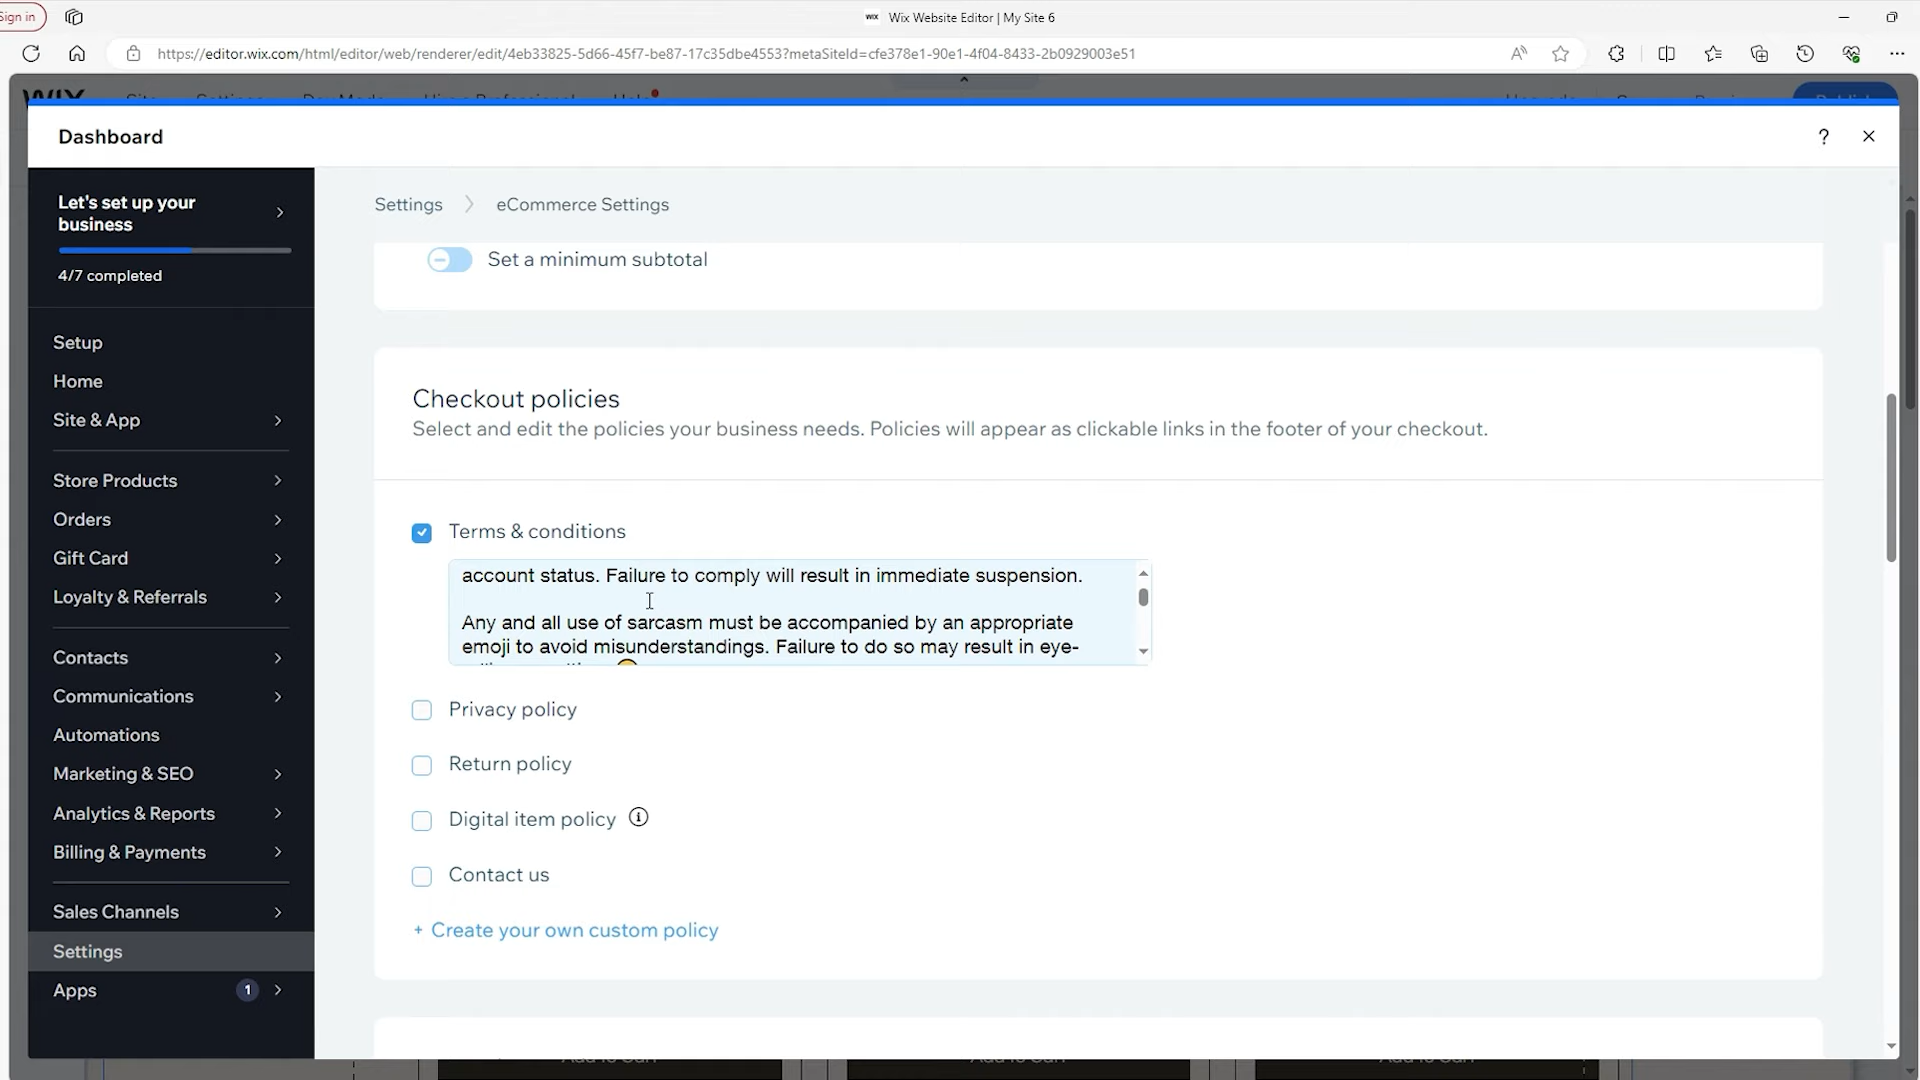 Sign in
WIX Wix Website Editor | My Site 6
https://editor.wix.com/html/editor/web/renderer/edit/4eb33825-5d66-45f7-be87-17c35dbe4553?metaSiteId=cfe378e1-90e1-4f04-8433-2b0929003e51
Dashboard
?
Let's set up your
business
4/7 completed
Setup
Home
Site & App
Store Products
Orders
Gift Card
Loyalty & Referrals
Contacts
Communications
Automations
Marketing & SEO
Analytics & Reports
Billing & Payments
Sales Channels
Settings
Apps 1
Settings > eCommerce Settings
Set a minimum subtotal
Checkout policies
Select and edit the policies your business needs. Policies will appear as clickable links in the footer of your checkout.
Terms & conditions
account status. Failure to comply will result in immediate suspension.
Any and all use of sarcasm must be accompanied by an appropriate
emoji to avoid misunderstandings. Failure to do so may result in eye-
Privacy policy
Return policy
Digital item policy
Contact us
+ Create your own custom policy